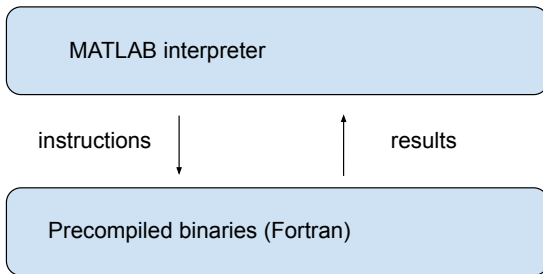 MATLAB interpreter
instructions
results
Precompiled binaries (Fortran)